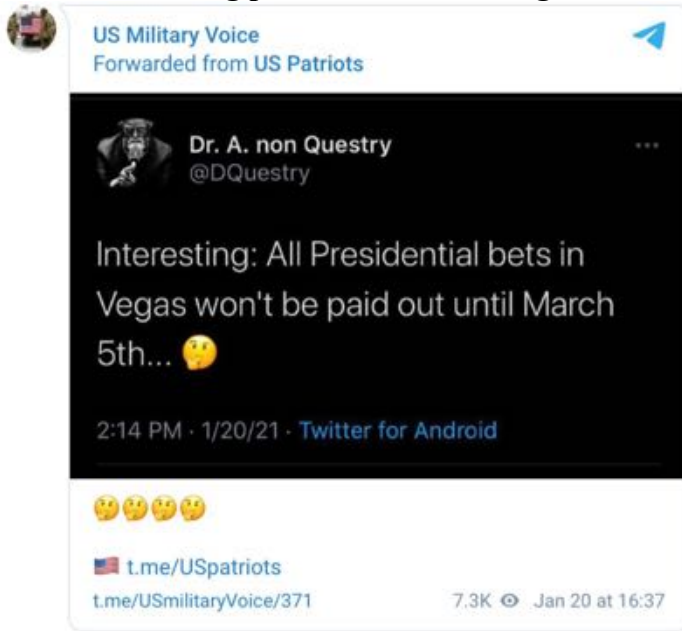 US Military Voice
Forwarded from US Patriots
Dr. A. non Questry
@DQuestry
Interesting: All Presidential bets in
Vegas won't be paid out until March
5th... 🤔
2:14 PM · 1/20/21 · Twitter for Android
🤔🤔🤔🤔
🇺🇸 t.me/USpatriots
t.me/USmilitaryVoice/371 7.3K Jan 20 at 16:37